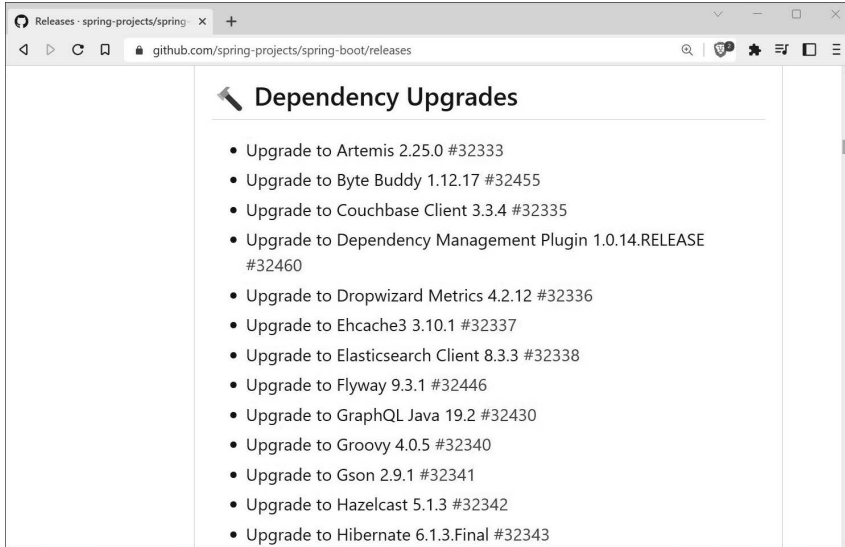 Releases · spring-projects/spring-
github.com/spring-projects/spring-boot/releases
Dependency Upgrades
Upgrade to Artemis 2.25.0 #32333
Upgrade to Byte Buddy 1.12.17 #32455
Upgrade to Couchbase Client 3.3.4 #32335
Upgrade to Dependency Management Plugin 1.0.14.RELEASE
#32460
Upgrade to Dropwizard Metrics 4.2.12 #32336
Upgrade to Ehcache3 3.10.1 #32337
Upgrade to Elasticsearch Client 8.3.3 #32338
Upgrade to Flyway 9.3.1 #32446
Upgrade to GraphQL Java 19.2 #32430
Upgrade to Groovy 4.0.5 #32340
Upgrade to Gson 2.9.1 #32341
Upgrade to Hazelcast 5.1.3 #32342
Upgrade to Hibernate 6.1.3.Final #32343